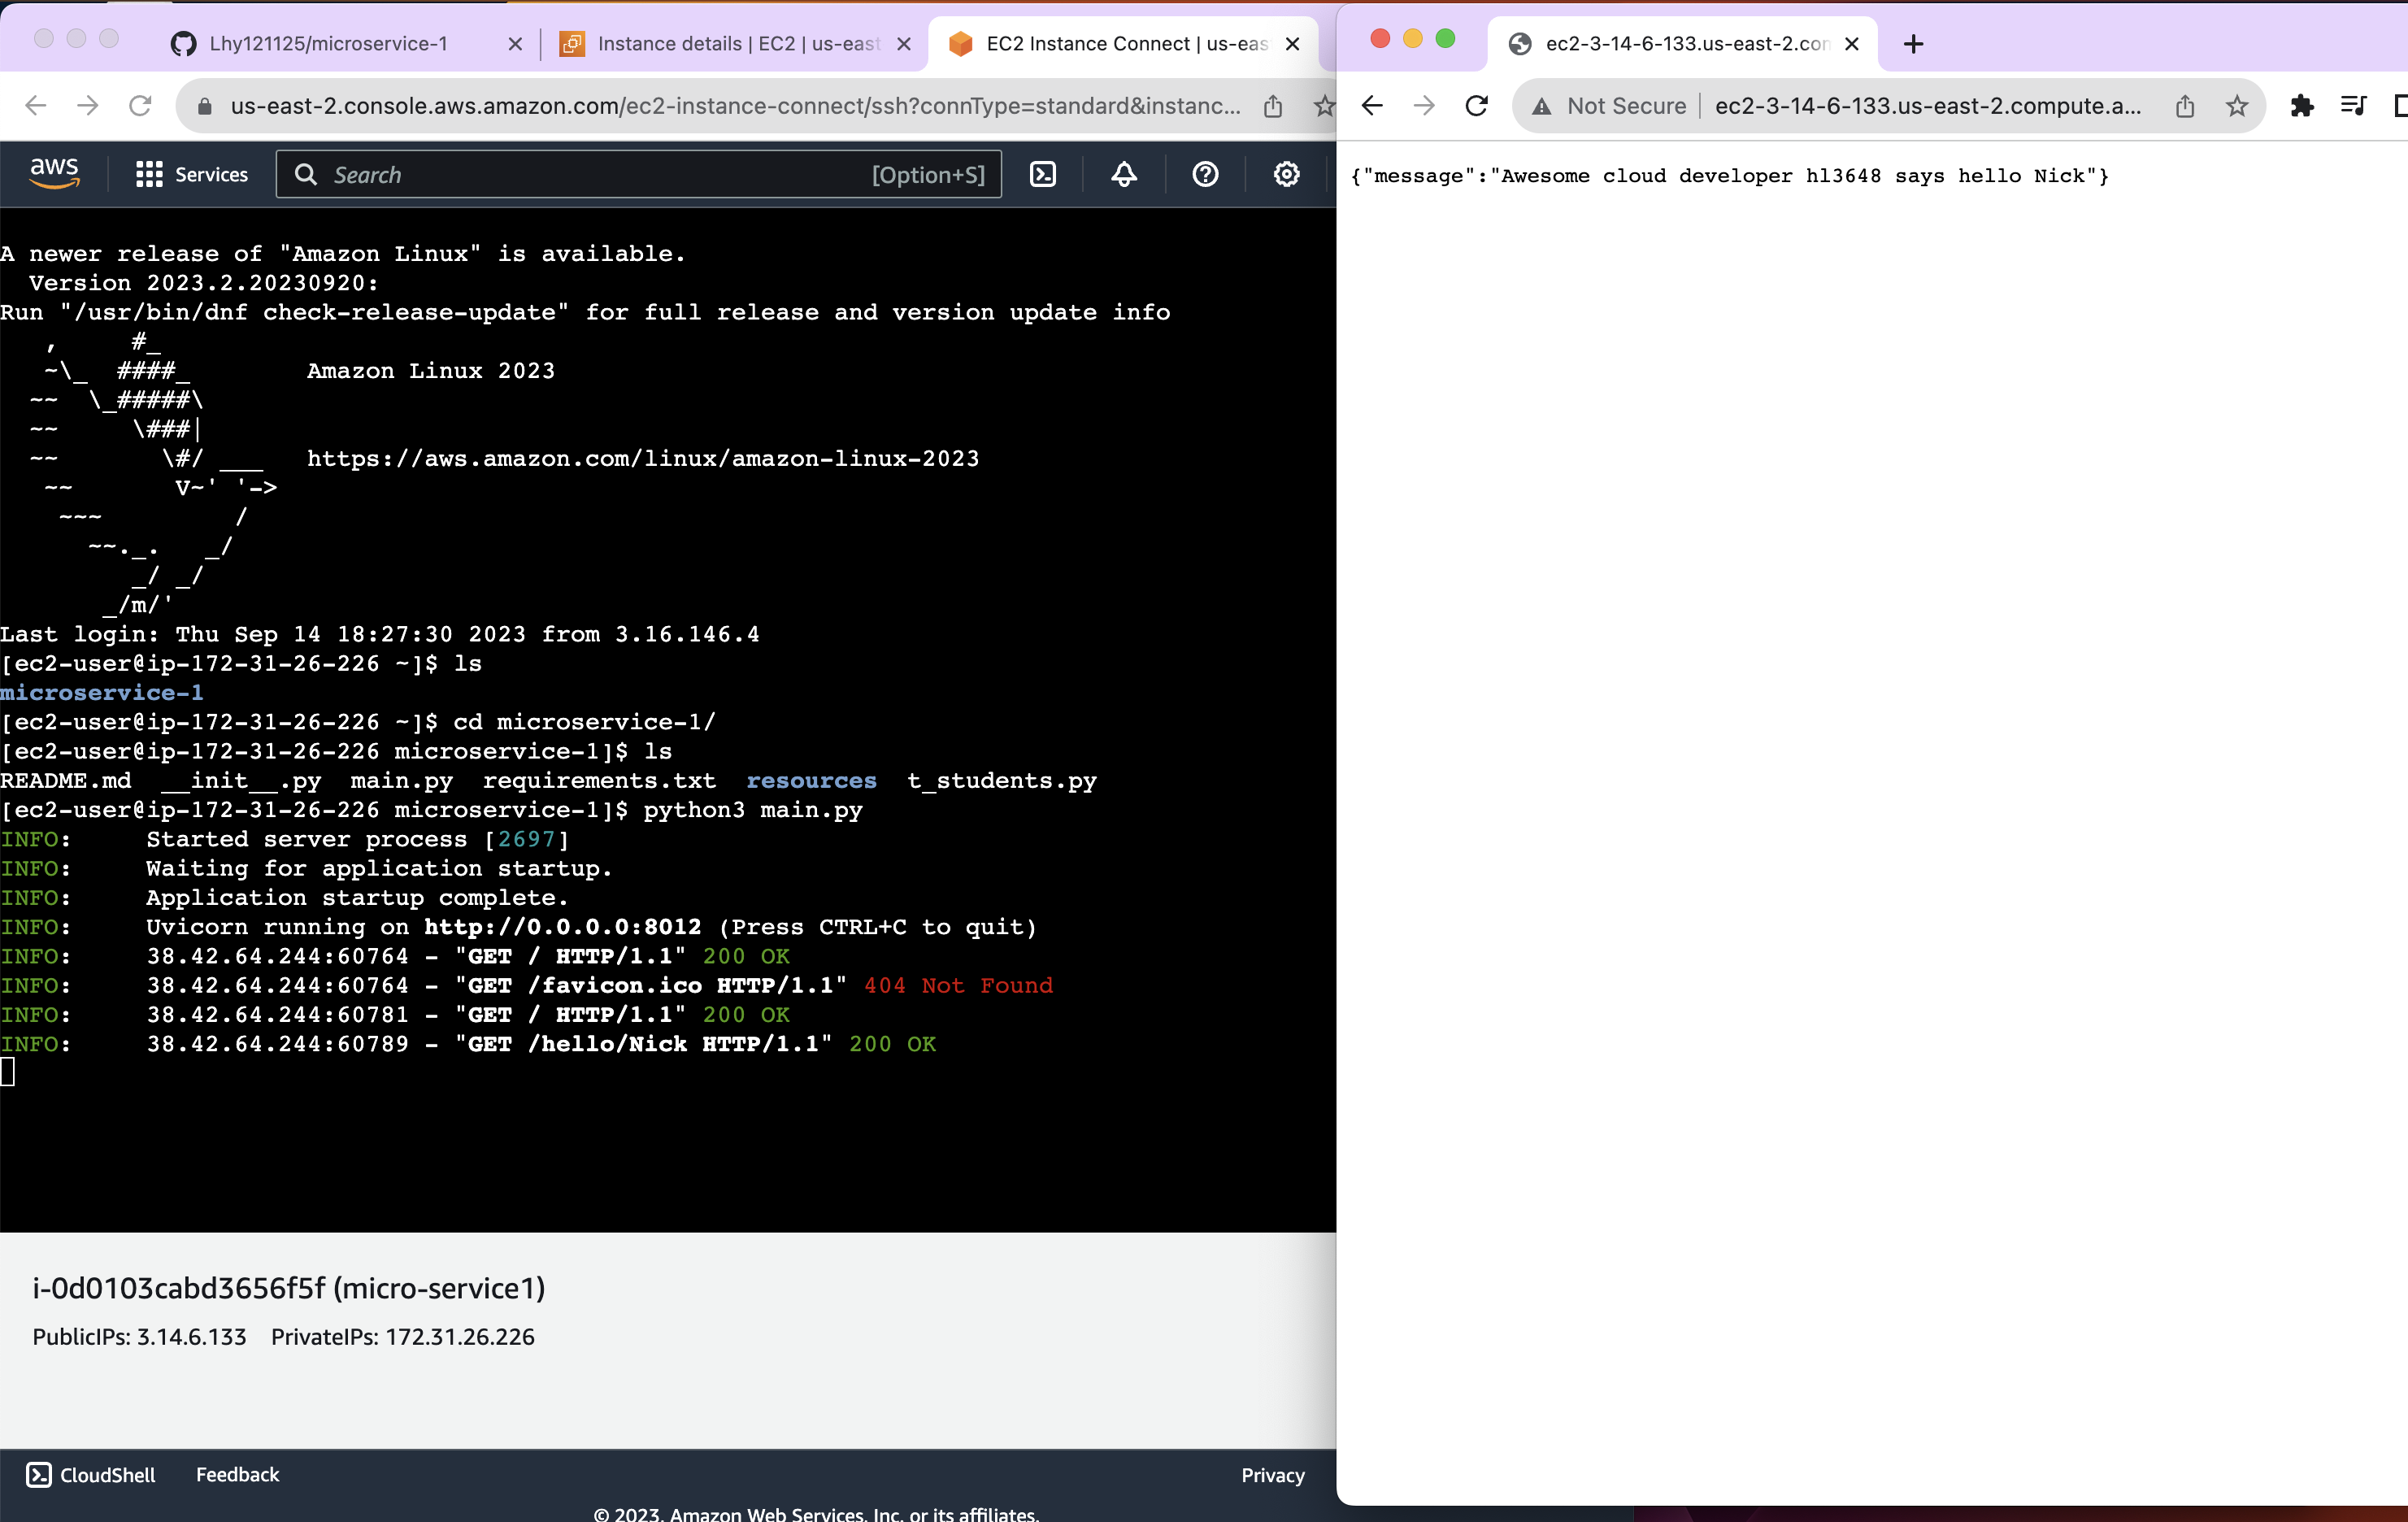 Lhy121125/microservice-1
Instance details | EC2 | us-east
EC2 Instance Connect | us-eas
us-east-2.console.aws.amazon.com/ec2-instance-connect/ssh?connType=standard&instanc...
aws
Services
Search
[Option+S]
A newer release of "Amazon Linux" is available.
  Version 2023.2.20230920:
Run "/usr/bin/dnf check-release-update" for full release and version update info
   ,     #_
   ~\_  ####_        Amazon Linux 2023
  ~~  \_#####\
  ~~     \###|
  ~~       \#/ ___   https://aws.amazon.com/linux/amazon-linux-2023
   ~~       V~' '->
    ~~~         /
      ~~._.   _/
         _/ _/
       _/m/'
Last login: Thu Sep 14 18:27:30 2023 from 3.16.146.4
[ec2-user@ip-172-31-26-226 ~]$ ls
microservice-1
[ec2-user@ip-172-31-26-226 ~]$ cd microservice-1/
[ec2-user@ip-172-31-26-226 microservice-1]$ ls
README.md  __init__.py  main.py  requirements.txt  resources  t_students.py
[ec2-user@ip-172-31-26-226 microservice-1]$ python3 main.py
INFO:     Started server process [2697]
INFO:     Waiting for application startup.
INFO:     Application startup complete.
INFO:     Uvicorn running on http://0.0.0.0:8012 (Press CTRL+C to quit)
INFO:     38.42.64.244:60764 - "GET / HTTP/1.1" 200 OK
INFO:     38.42.64.244:60764 - "GET /favicon.ico HTTP/1.1" 404 Not Found
INFO:     38.42.64.244:60781 - "GET / HTTP/1.1" 200 OK
INFO:     38.42.64.244:60789 - "GET /hello/Nick HTTP/1.1" 200 OK
i-0d0103cabd3656f5f (micro-service1)
PublicIPs: 3.14.6.133    PrivateIPs: 172.31.26.226
CloudShell
Feedback
Privacy
© 2023, Amazon Web Services, Inc. or its affiliates.
ec2-3-14-6-133.us-east-2.con
Not Secure
ec2-3-14-6-133.us-east-2.compute.a...
{"message":"Awesome cloud developer hl3648 says hello Nick"}